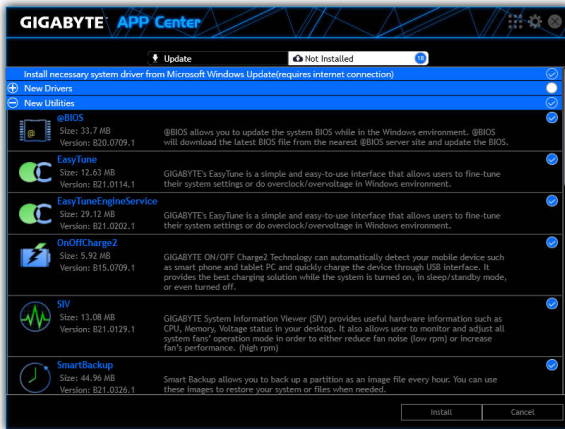 GIGABYTE™ APP Center
Update
Not Installed
18
Install necessary system driver from Microsoft Windows Update(requires internet connection)
New Drivers
New Utilities
@BIOS
Size: 33.7 MB
Version: B20.0709.1
@BIOS allows you to update the system BIOS while in the Windows environment. @BIOS
will download the latest BIOS file from the nearest @BIOS server site and update the BIOS.
EasyTune
Size: 12.63 MB
Version: B21.0114.1
GIGABYTE's EasyTune is a simple and easy-to-use interface that allows users to fine-tune
their system settings or do overclock/overvoltage in Windows environment.
EasyTuneEngineService
Size: 29.12 MB
Version: B21.0202.1
GIGABYTE's EasyTune is a simple and easy-to-use interface that allows users to fine-tune
their system settings or do overclock/overvoltage in Windows environment.
OnOffCharge2
Size: 5.92 MB
Version: B15.0709.1
GIGABYTE ON/OFF Charge2 Technology can automatically detect your mobile device such
as smart phone and tablet PC and quickly charge the device through USB interface. It
provides the best charging solution while the system is turned on, in sleep/standby mode,
or even turned off.
SIV
Size: 13.08 MB
Version: B21.0129.1
GIGABYTE System Information Viewer (SIV) provides useful hardware information such as
CPU, Memory, Voltage status in your desktop. It also allows user to monitor and adjust all
system fans' operation mode in order to either reduce fan noise (low rpm) or increase
fan's performance. (high rpm)
SmartBackup
Size: 44.96 MB
Version: B21.0326.1
Smart Backup allows you to back up a partition as an image file every hour. You can use
these images to restore your system or files when needed.
Install
Cancel